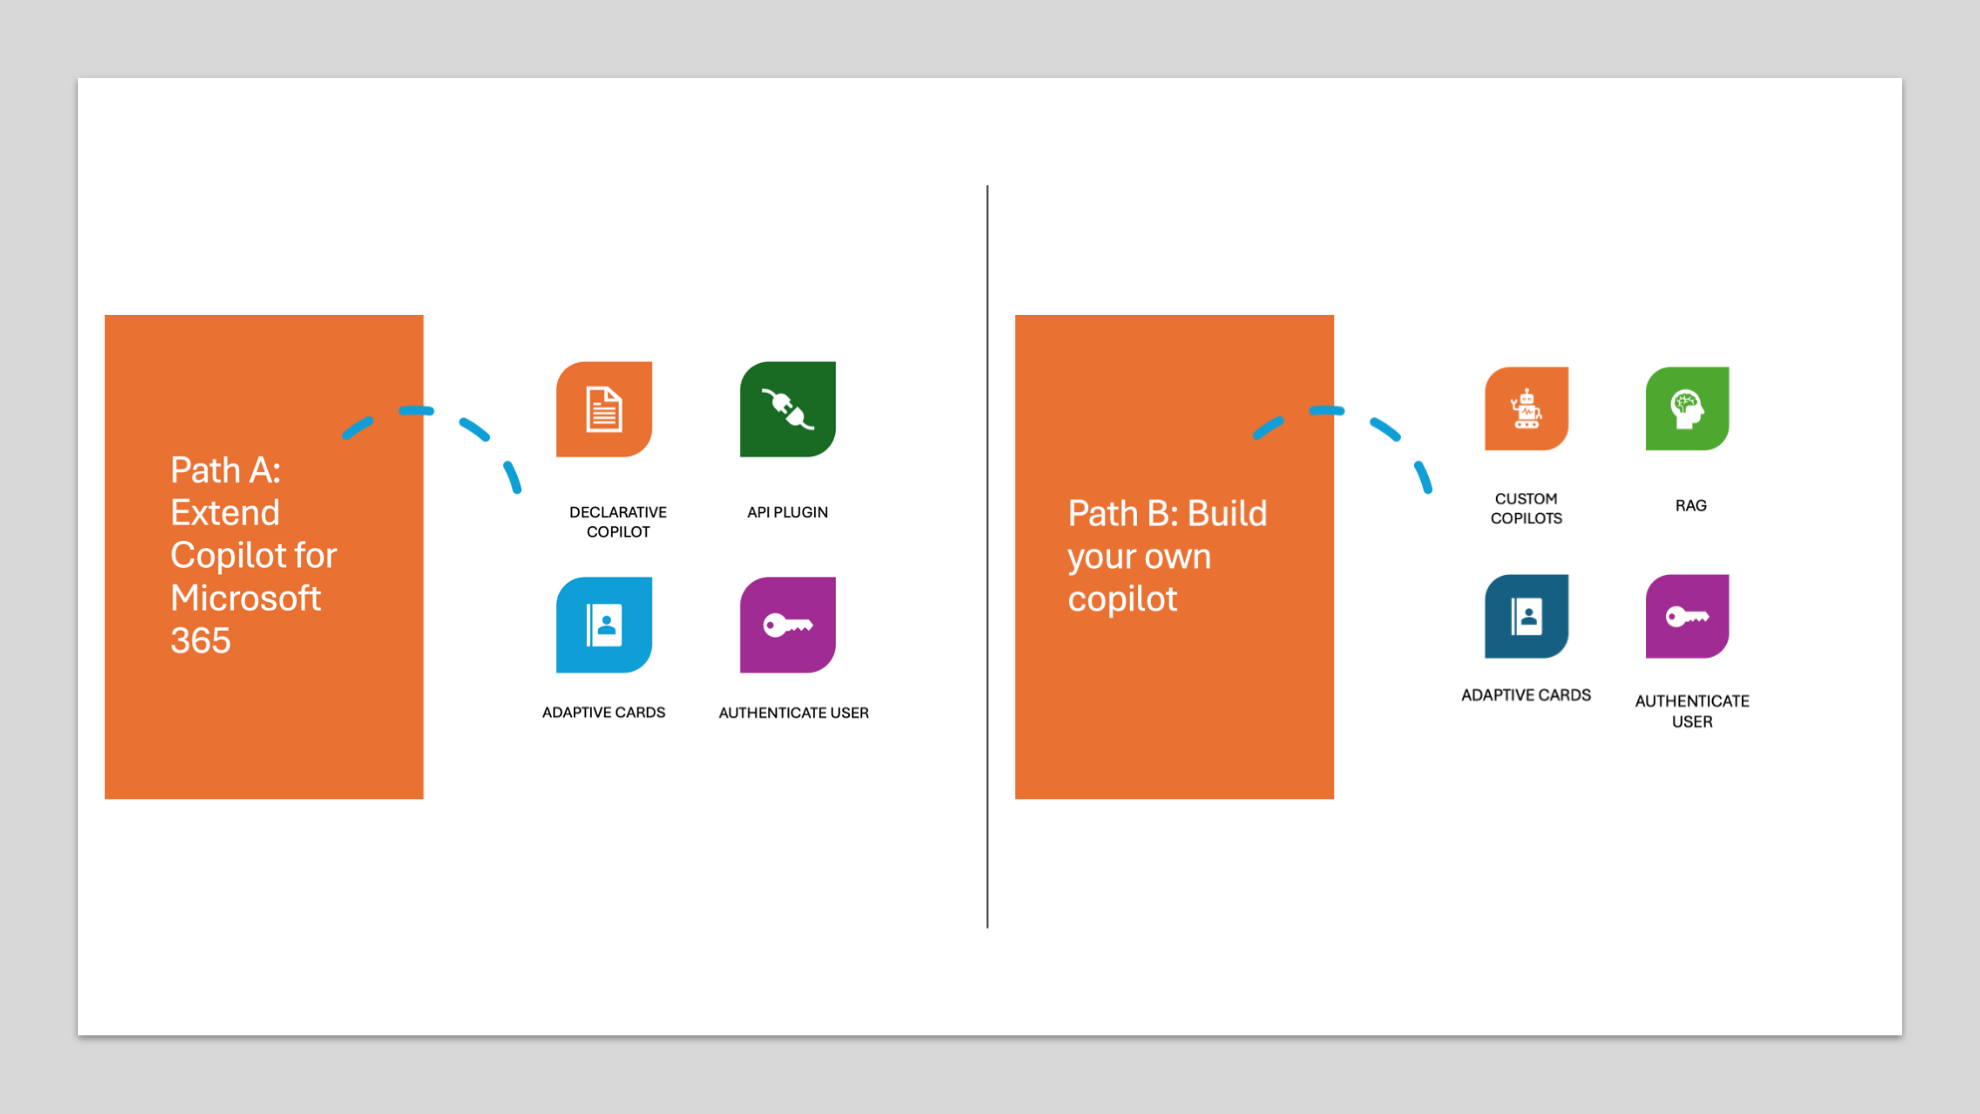 Path A:
Extend
Copilot for
Microsoft
365
DECLARATIVE
COPILOT
API PLUGIN
ADAPTIVE CARDS
AUTHENTICATE USER
Path B: Build
your own
copilot
CUSTOM
COPILOTS
RAG
ADAPTIVE CARDS
AUTHENTICATE
USER